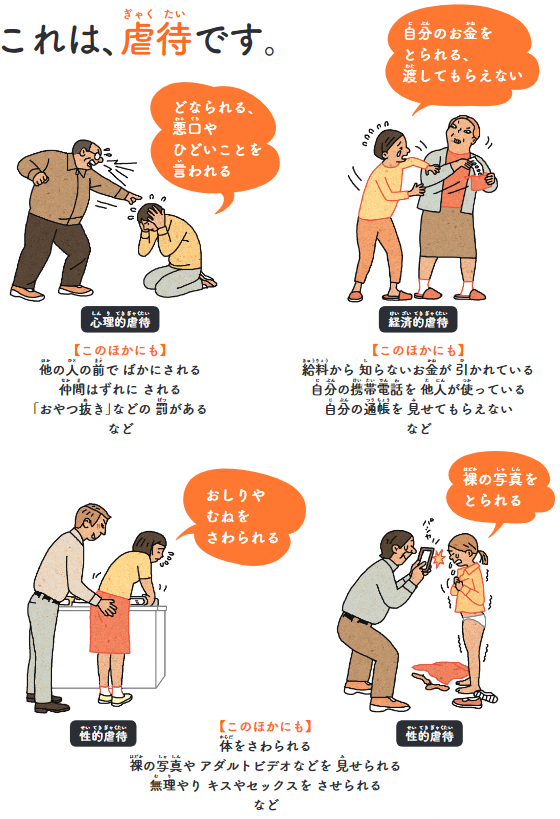 これは、虐待です。
どなられる、
悪口や
ひどいことを
言われる
自分のお金を
とられる、
渡してもらえない
心理的虐待
【このほかにも】
他の人の前で ばかにされる
仲間はずれに される
「おやつ抜き」などの 罰がある
など
経済的虐待
【このほかにも】
給料から 知らないお金が 引かれている
自分の携帯電話を 他人が使っている
自分の通帳を 見せてもらえない
など
おしりや
むねを
さわられる
裸の写真を
とられる
パシャ
性的虐待
性的虐待
【このほかにも】
体をさわられる
裸の写真や アダルトビデオなどを 見せられる
無理やり キスやセックスを させられる
など